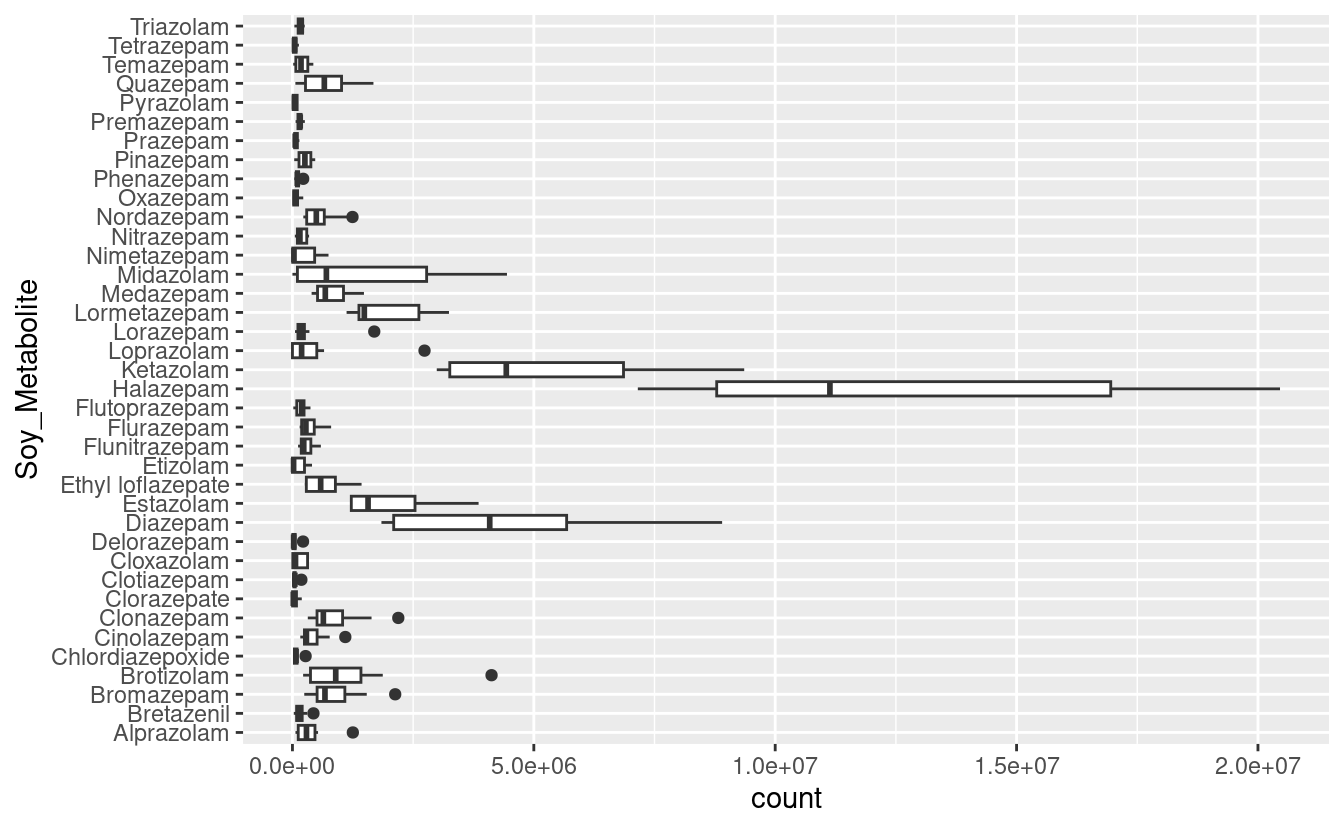 Soy_Metabolite
Triazolam
Tetrazepam
Temazepam
Quazepam
Pyrazolam
Premazepam
Prazepam
Pinazepam
Phenazepam
Oxazepam
Nordazepam
Nitrazepam
Nimetazepam
Midazolam
Medazepam
Lormetazepam
Lorazepam
Loprazolam
Ketazolam
Halazepam
Flutoprazepam
Flurazepam
Flunitrazepam
Etizolam
Ethyl loflazepate
Estazolam
Diazepam
Delorazepam
Cloxazolam
Clotiazepam
Clorazepate
Clonazepam
Cinolazepam
Chlordiazepoxide
Brotizolam
Bromazepam
Bretazenil
Alprazolam
0.0e+00 5.0e+06 1.0e+07 1.5e+07 2.0e+07
count